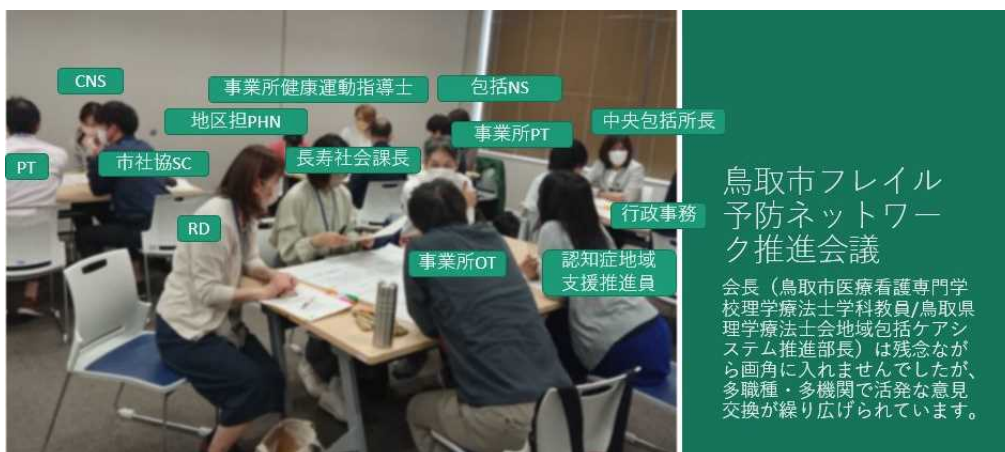 CNS
事業所健康運動指導士
包括NS
地区担PHN
事業所PT
中央包括所長
PT
市社協SC
長寿社会課長
RD
行政事務
事業所OT
認知症地域
支援推進員
鳥取市フレイル
予防ネットワー
ク推進会議
会長（鳥取市医療看護専門学
校理学療法士学科教員/鳥取県
理学療法士会地域包括ケアシ
ステム推進部長）は残念なが
ら画角に入れませんでしたが、
多職種・多機関で活発な意見
交換が繰り広げられています。